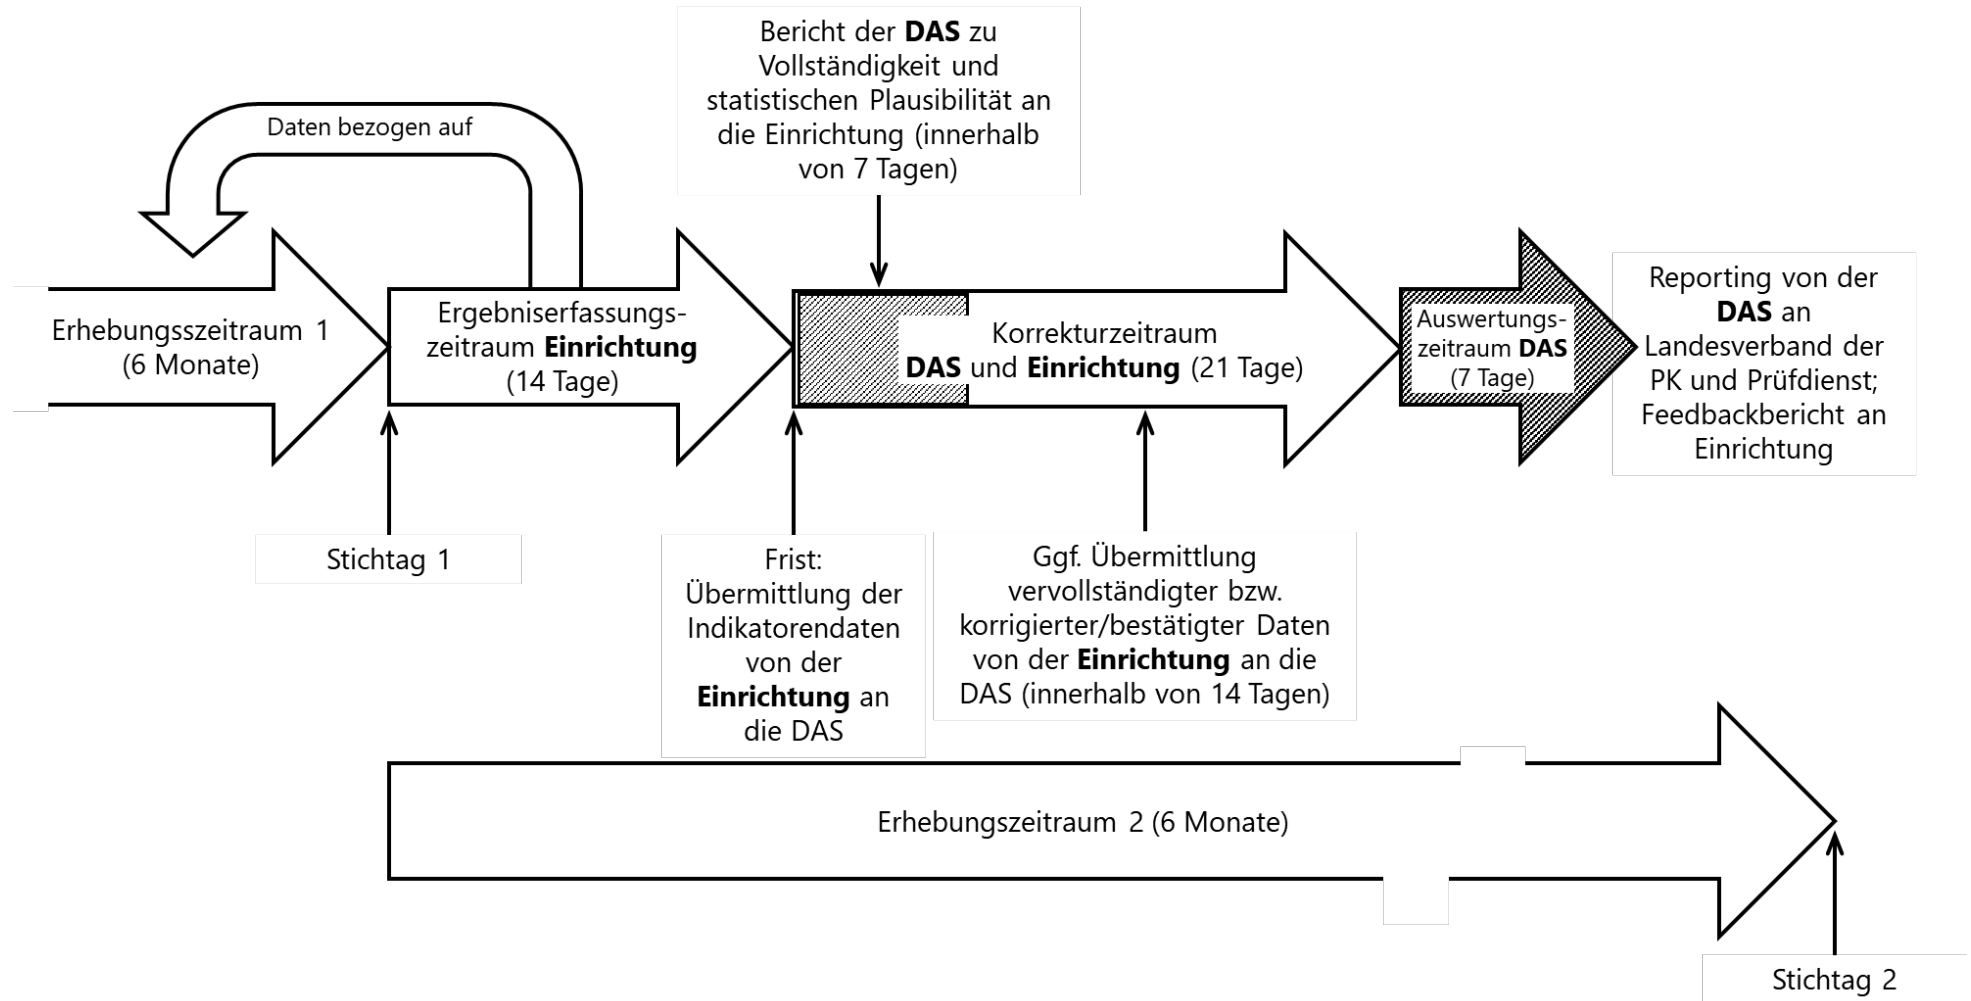 Bericht der DAS zu
Vollständigkeit und
statistischen Plausibilität an
die Einrichtung (innerhalb
von 7 Tagen)
Daten bezogen auf
Erhebungsszeitraum 1
(6 Monate)
Ergebniserfassungs-
zeitraum Einrichtung
(14 Tage)
Korrekturzeitraum
DAS und Einrichtung (21 Tage)
Auswertungs-
zeitraum DAS
(7 Tage)
Reporting von der
DAS an
Landesverband der
PK und Prüfdienst;
Feedbackbericht an
Einrichtung
Stichtag 1
Frist:
Übermittlung der
Indikatorendaten
von der
Einrichtung an
die DAS
Ggf. Übermittlung
vervollständigter bzw.
korrigierter/bestätigter Daten
von der Einrichtung an die
DAS (innerhalb von 14 Tagen)
Erhebungszeitraum 2 (6 Monate)
Stichtag 2